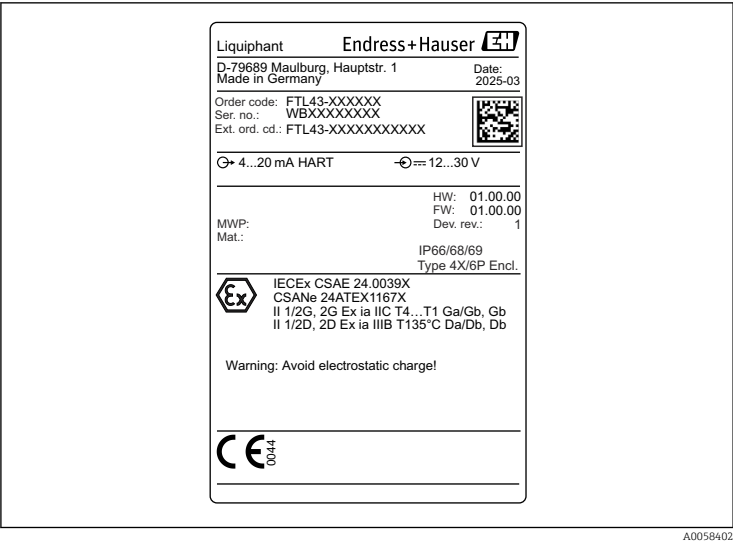 Liquiphant Endress+Hauser EH
D-79689 Maulburg, Hauptstr. 1
Made in Germany
Date:
2025-03
Order code: FTL43-XXXXXX
Ser. no.: WBXXXXXXXX
Ext. ord. cd.: FTL43-XXXXXXXXXXX
4...20 mA HART 12...30 V
HW: 01.00.00
FW: 01.00.00
MWP: Dev. rev.: 1
Mat.:
IP66/68/69
Type 4X/6P Encl.
Ex
IECEx CSAE 24.0039X
CSANe 24ATEX1167X
II 1/2G, 2G Ex ia IIC T4...T1 Ga/Gb, Gb
II 1/2D, 2D Ex ia IIIB T135°C Da/Db, Db
Warning: Avoid electrostatic charge!
CE 0044
A0058402